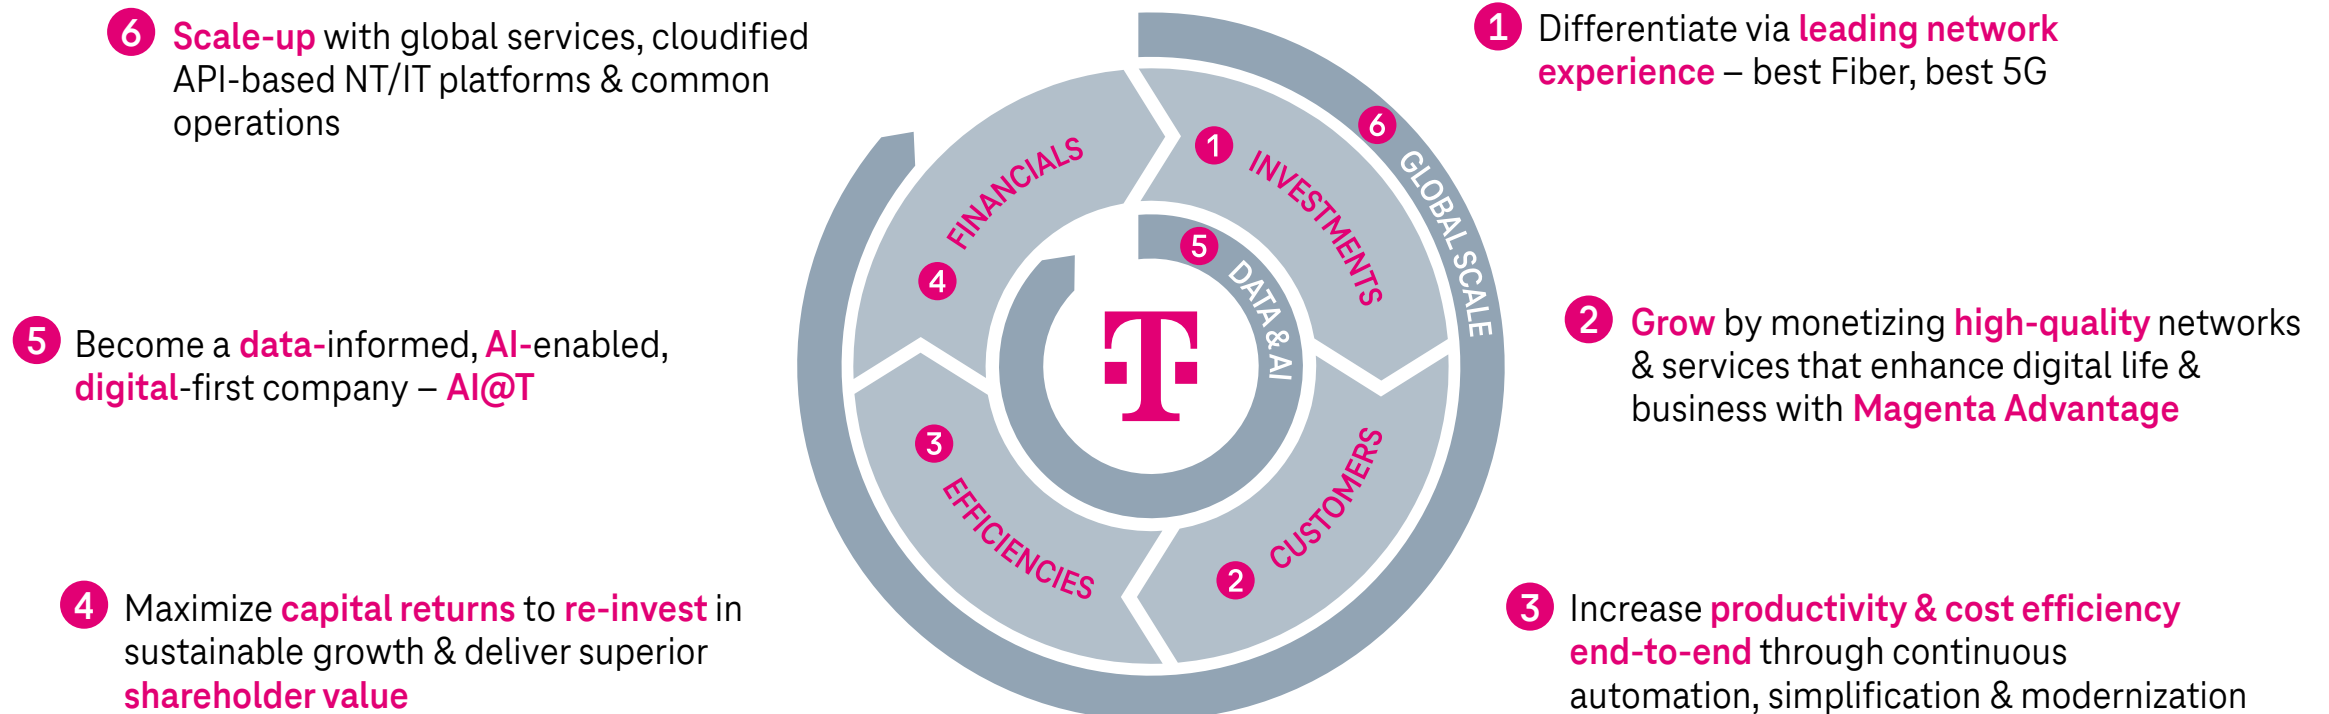 6 Scale-up with global services, cloudified
API-based NT/IT platforms & common
operations
5 Become a data-informed, AI-enabled,
digital-first company – AI@T
4 Maximize capital returns to re-invest in
sustainable growth & deliver superior
shareholder value
6 GLOBAL SCALE
1 INVESTMENTS
2 CUSTOMERS
3 EFFICIENCIES
4 FINANCIALS
5 DATA & AI
T
1 Differentiate via leading network
experience – best Fiber, best 5G
2 Grow by monetizing high-quality networks
& services that enhance digital life &
business with Magenta Advantage
3 Increase productivity & cost efficiency
end-to-end through continuous
automation, simplification & modernization